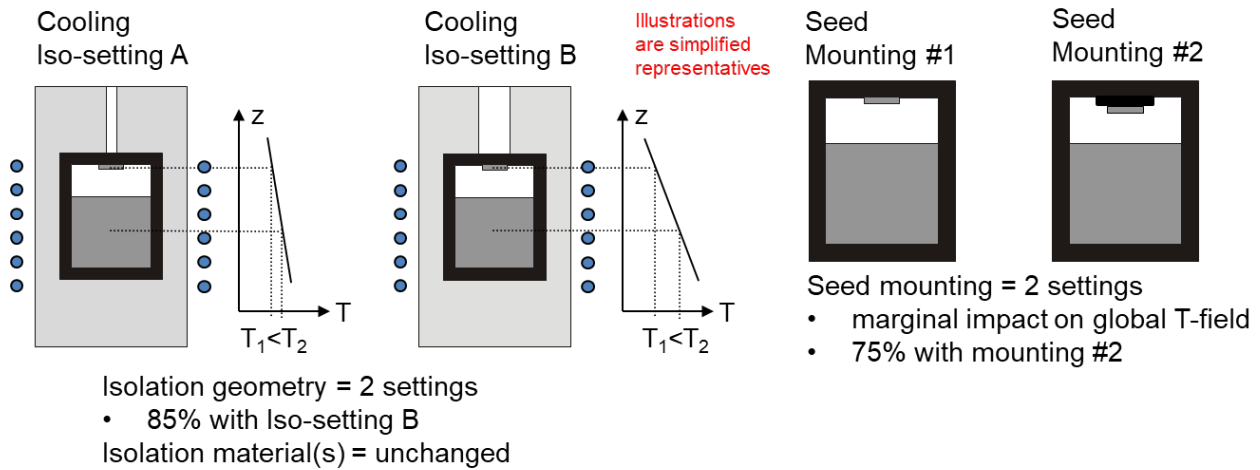 Cooling
Iso-setting A
Cooling
Iso-setting B
Illustrations
are simplified
representatives
Seed
Mounting #1
Seed
Mounting #2
z
T
T1<T2
z
T
T1<T2
Seed mounting = 2 settings
• marginal impact on global T-field
• 75% with mounting #2
Isolation geometry = 2 settings
• 85% with Iso-setting B
Isolation material(s) = unchanged